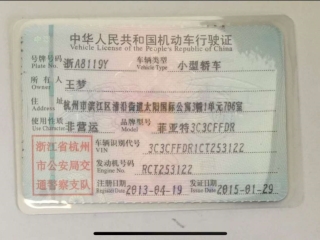 中华人民共和国机动车行驶证
Vehicle License of the People's Republic of China
号牌号码 浙A8119Y 车辆类型 小型轿车
Plate No. Vehicle Type
所有人 王梦
Owner
住址 杭州市滨江区浦沿街道太阳国际公寓3幢1单元706室
Address
使用性质 非营运 品牌型号 菲亚特3C3CFFDR
Use Character
浙江省杭州 车辆识别代号 3C3CFFDR1CT253122
VIN
市公安局交 发动机号码 RCT253122
Engine No.
通警察支队 注册日期 2013-04-19 发证日期 2015-01-29
Register Date Issue Date